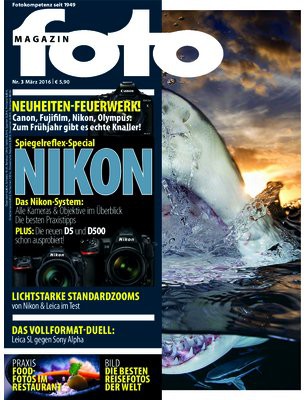 Fotokompetenz seit 1949
foto
MAGAZIN
Nr. 3 März 2016 | € 5,90
NEUHEITEN-FEUERWERK!
Canon, Fujifilm, Nikon, Olympus:
Zum Frühjahr gibt es echte Knaller!
Canon
Spiegelreflex-Special
NIKON
Das Nikon-System:
Alle Kameras & Objektive im Überblick
Die besten Praxistipps
PLUS: Die neuen D5 und D500
schon ausprobiert!
Nikon
Nikon
LICHTSTARKE STANDARDZOOMS
von Nikon & Leica im Test
DAS VOLLFORMAT-DUELL:
Leica SL gegen Sony Alpha
PRAXIS
FOOD-
FOTOS IM
RESTAURANT
BILD
DIE BESTEN
REISEFOTOS
DER WELT